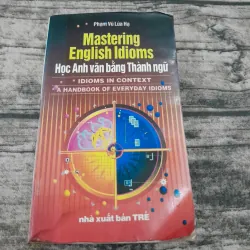 Phạm Vũ Lửa Hạ
Mastering
English Idioms
Học Anh văn bằng Thành ngữ
IDIOMS IN CONTEXT
A HANDBOOK OF EVERYDAY IDIOMS
nhà xuất bản TRẺ